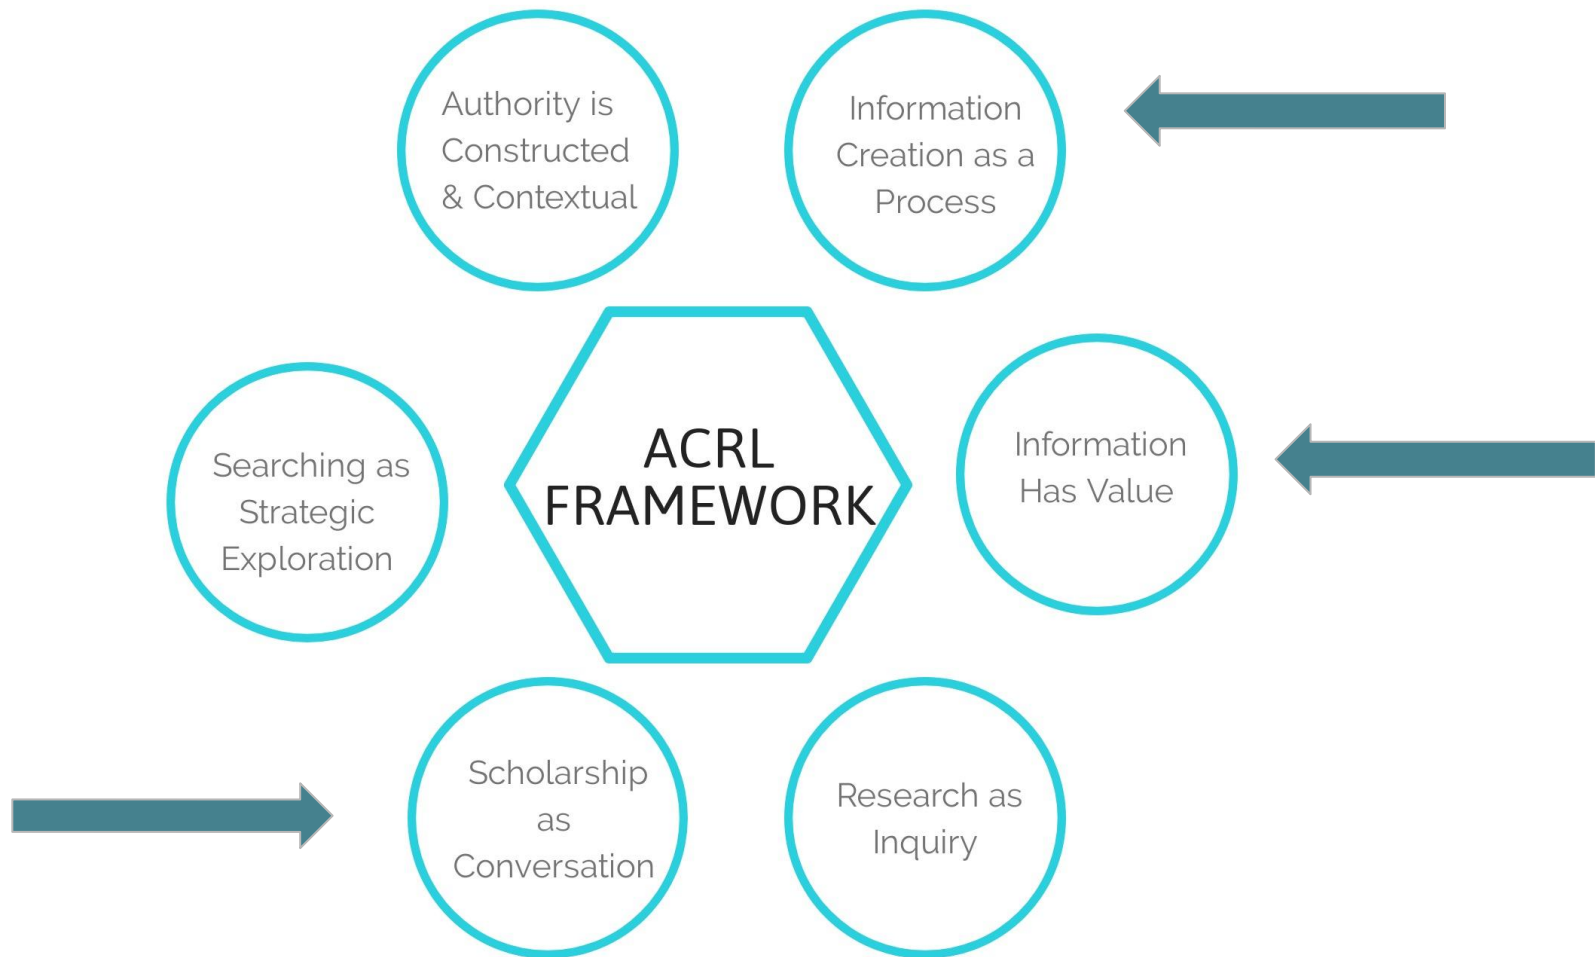 Authority is
Constructed
& Contextual
Information
Creation as a
Process
Searching as
Strategic
Exploration
ACRL
FRAMEWORK
Information
Has Value
Scholarship
as
Conversation
Research as
Inquiry